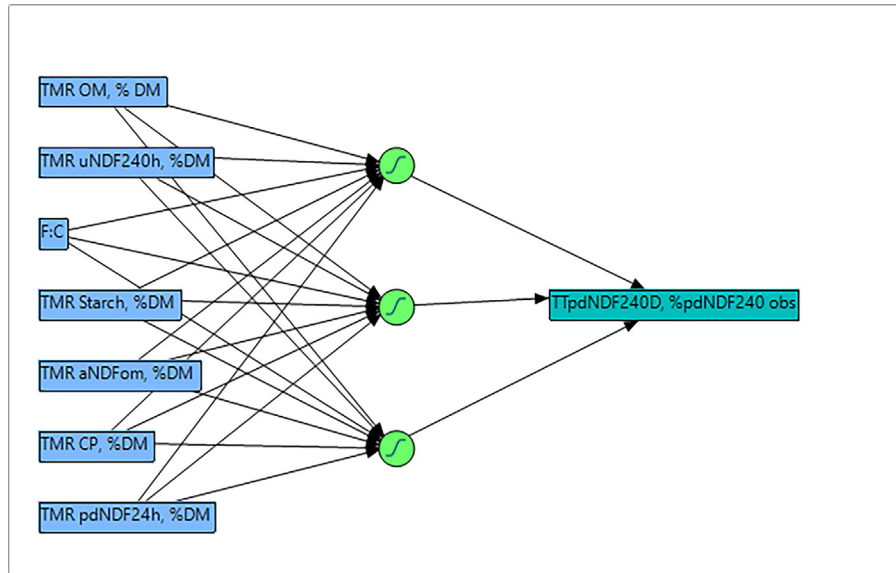 TMR OM, % DM
TMR uNDF240h, %DM
F:C
TMR Starch, %DM
TTpdNDF240D, %pdNDF240 obs
TMR aNDFom, %DM
TMR CP, %DM
TMR pdNDF24h, %DM